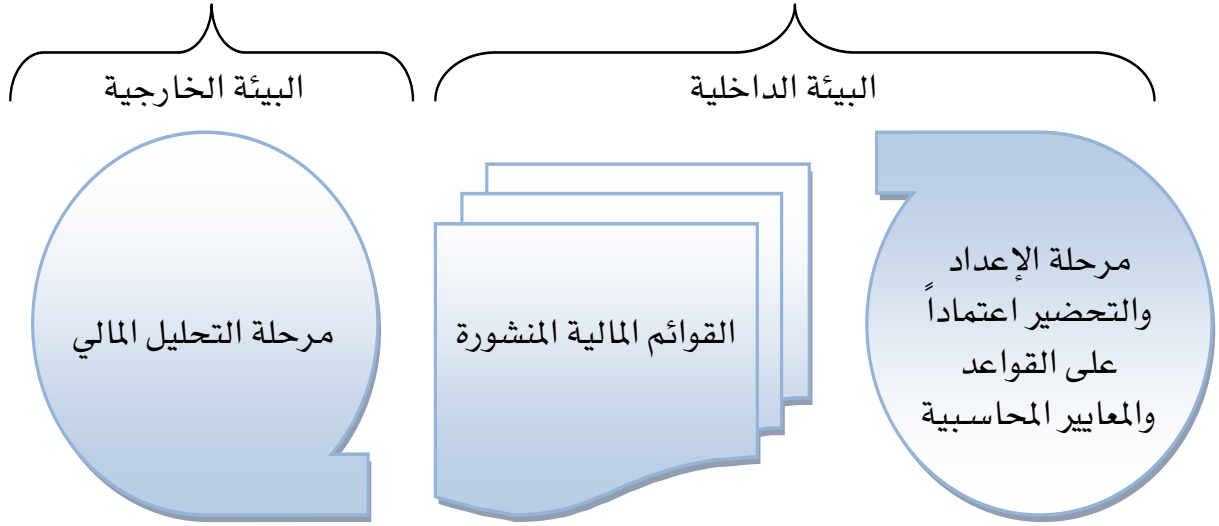 البيئة الداخلية
البيئة الخارجية
مرحلة الإعداد
والتحضير اعتماداً
على القواعد
والمعايير المحاسبية
القوائم المالية المنشورة
مرحلة التحليل المالي